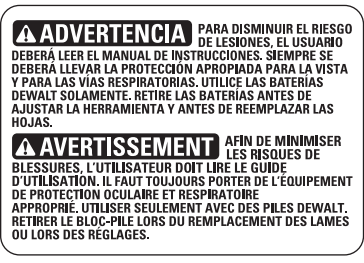 ⚠ADVERTENCIA PARA DISMINUIR EL RIESGO
DE LESIONES, EL USUARIO
DEBERÁ LEER EL MANUAL DE INSTRUCCIONES. SIEMPRE SE
DEBERÁ LLEVAR LA PROTECCIÓN APROPIADA PARA LA VISTA
Y PARA LAS VÍAS RESPIRATORIAS. UTILICE LAS BATERÍAS
DEWALT SOLAMENTE. RETIRE LAS BATERÍAS ANTES DE
AJUSTAR LA HERRAMIENTA Y ANTES DE REEMPLAZAR LAS
HOJAS.
⚠AVERTISSEMENT AFIN DE MINIMISER
LES RISQUES DE
BLESSURES, L'UTILISATEUR DOIT LIRE LE GUIDE
D'UTILISATION. IL FAUT TOUJOURS PORTER DE L'ÉQUIPEMENT
DE PROTECTION OCULAIRE ET RESPIRATOIRE
APPROPRIÉ. UTILISER SEULEMENT AVEC DES PILES DEWALT.
RETIRER LE BLOC-PILE LORS DU REMPLACEMENT DES LAMES
OU LORS DES RÉGLAGES.